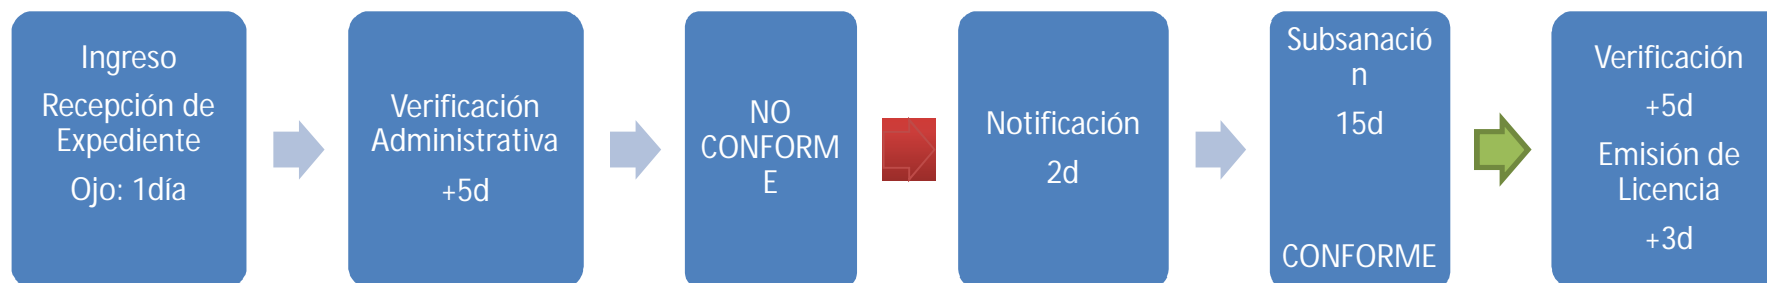 Ingreso
Recepción de
Expediente
Ojo: 1día
Verificación
Administrativa
+5d
NO
CONFORM
E
Notificación
2d
Subsanació
n
15d
CONFORME
Verificación
+5d
Emisión de
Licencia
+3d